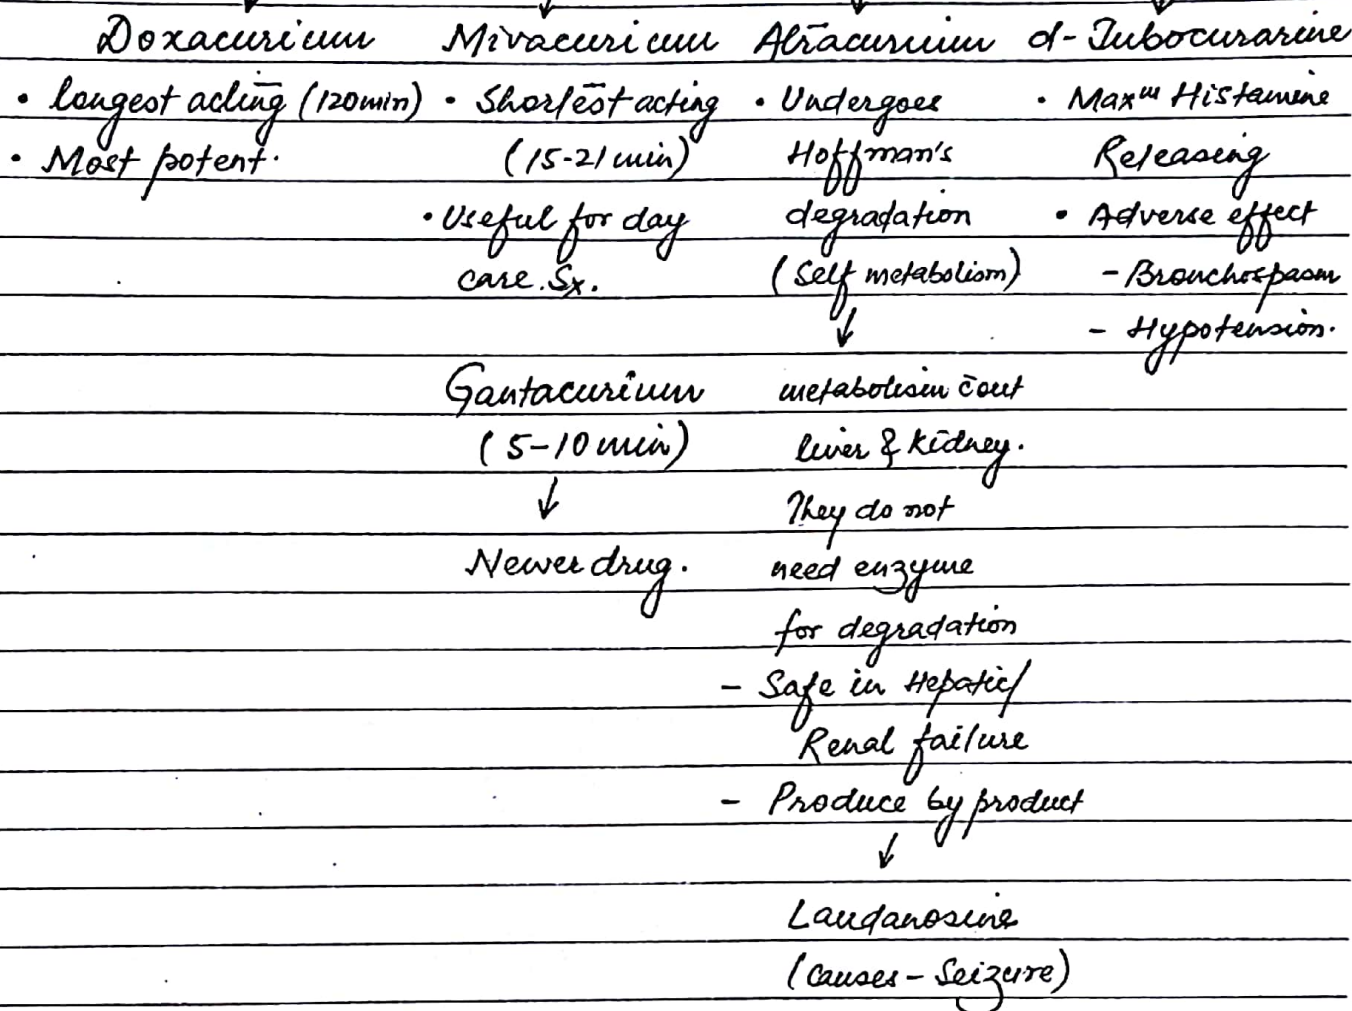 Doxacurium Mivacurium Atracurium d-Tubocurarine
• longest acting (120min) • Shortest acting • Undergoes • Maxm Histamine
• Most potent. (15-21 min) Hoffman's Releasing
• Useful for day degradation • Adverse effect
care Sx. (Self metabolism) - Bronchospasm
↓ - Hypotension.
Gantacurium metabolism c̄out
(5-10 min) liver & kidney.
↓ They do not
Newer drug. need enzyme
for degradation
- Safe in Hepatic/
Renal failure
- Produce by product
↓
Laudanosine
(causes - Seizure)